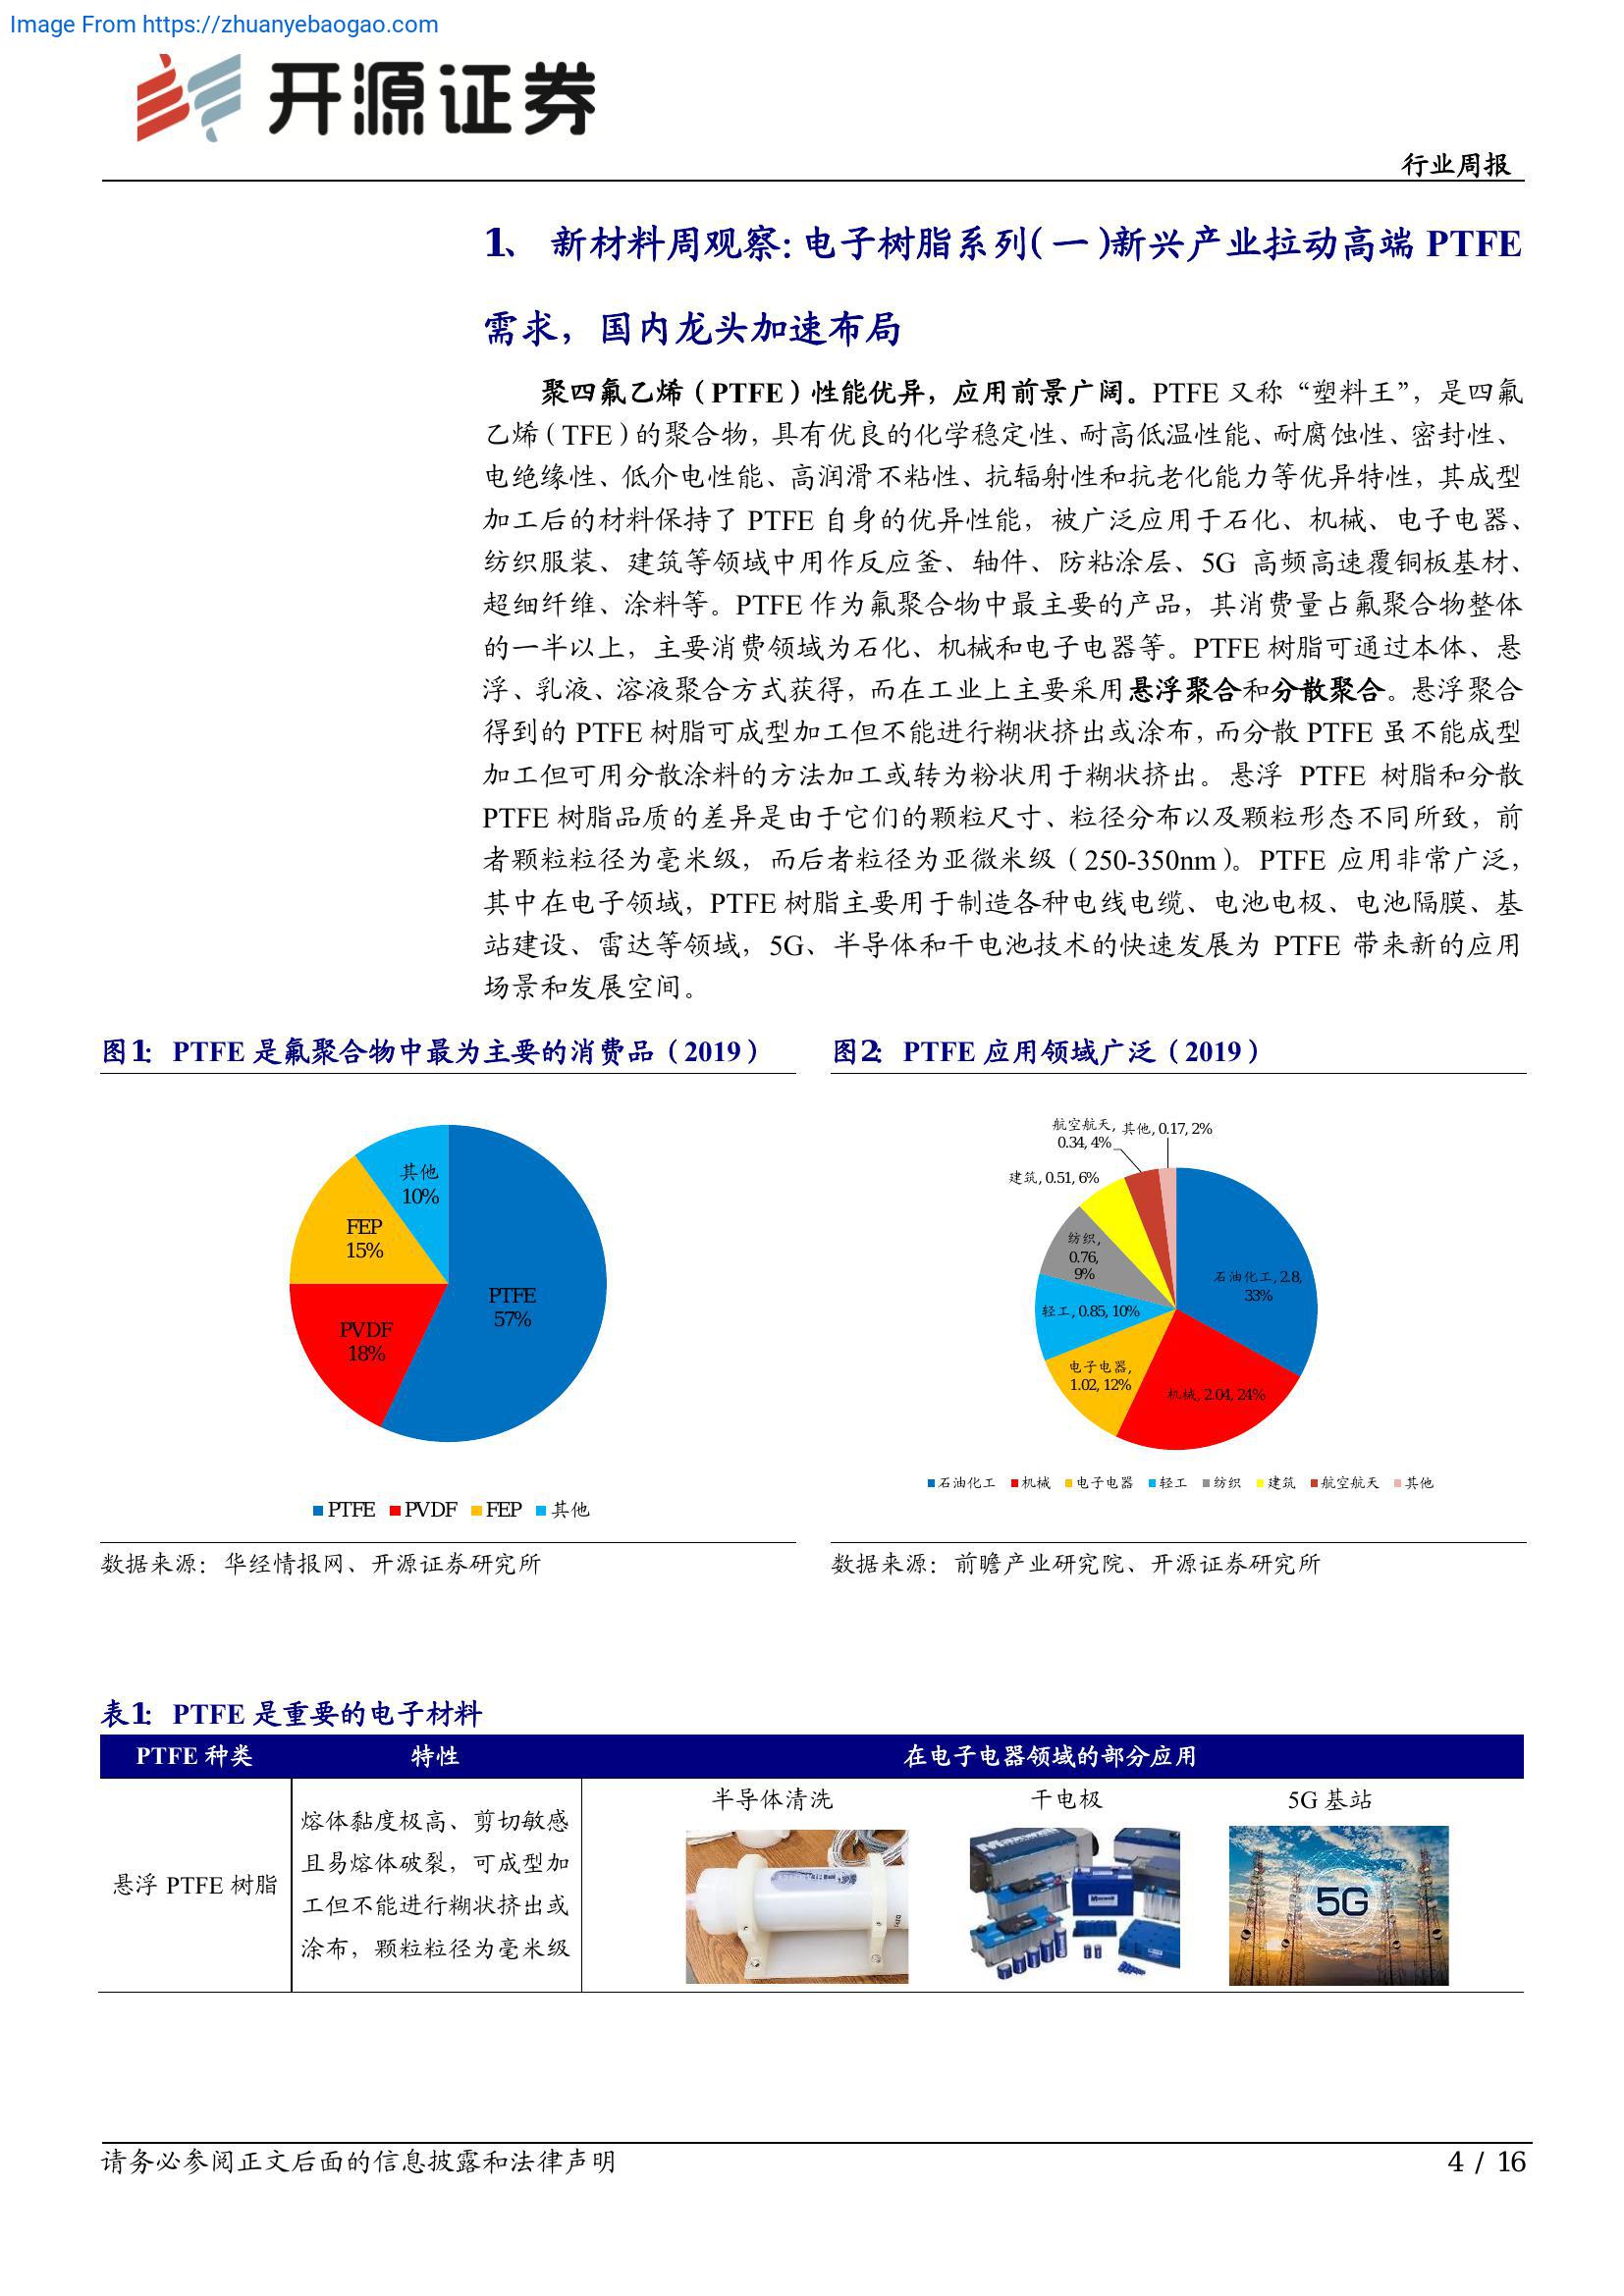 Image From https://zhuanyebaogao.com
开源证券
行业周报
1、 新材料周观察：电子树脂系列（一）新兴产业拉动高端 PTFE
需求，国内龙头加速布局
聚四氟乙烯（PTFE）性能优异，应用前景广阔。PTFE 又称“塑料王”，是四氟
乙烯（TFE）的聚合物，具有优良的化学稳定性、耐高低温性能、耐腐蚀性、密封性、
电绝缘性、低介电性能、高润滑不粘性、抗辐射性和抗老化能力等优异特性，其成型
加工后的材料保持了 PTFE 自身的优异性能，被广泛应用于石化、机械、电子电器、
纺织服装、建筑等领域中用作反应釜、轴件、防粘涂层、5G 高频高速覆铜板基材、
超细纤维、涂料等。PTFE 作为氟聚合物中最主要的产品，其消费量占氟聚合物整体
的一半以上，主要消费领域为石化、机械和电子电器等。PTFE 树脂可通过本体、悬
浮、乳液、溶液聚合方式获得，而在工业上主要采用悬浮聚合和分散聚合。悬浮聚合
得到的 PTFE 树脂可成型加工但不能进行糊状挤出或涂布，而分散 PTFE 虽不能成型
加工但可用分散涂料的方法加工或转为粉状用于糊状挤出。悬浮 PTFE 树脂和分散
PTFE 树脂品质的差异是由于它们的颗粒尺寸、粒径分布以及颗粒形态不同所致，前
者颗粒粒径为毫米级，而后者粒径为亚微米级（250-350nm）。PTFE 应用非常广泛，
其中在电子领域，PTFE 树脂主要用于制造各种电线电缆、电池电极、电池隔膜、基
站建设、雷达等领域，5G、半导体和干电池技术的快速发展为 PTFE 带来新的应用
场景和发展空间。
图1： PTFE 是氟聚合物中最为主要的消费品（2019）
其他
10%
FEP
15%
PTFE
57%
PVDF
18%
PTFE PVDF FEP 其他
数据来源：华经情报网、开源证券研究所
图2： PTFE 应用领域广泛（2019）
航空航天,
0.34, 4%
其他, 0.17, 2%
建筑, 0.51, 6%
纺织,
0.76,
9%
石油化工, 2.8,
33%
轻工, 0.85, 10%
电子电器,
1.02, 12%
机械, 2.04, 24%
石油化工 机械 电子电器 轻工 纺织 建筑 航空航天 其他
数据来源：前瞻产业研究院、开源证券研究所
表1： PTFE 是重要的电子材料
PTFE 种类 特性 在电子电器领域的部分应用
悬浮 PTFE 树脂
熔体黏度极高、剪切敏感
且易熔体破裂，可成型加
工但不能进行糊状挤出或
涂布，颗粒粒径为毫米级
半导体清洗 干电极 5G 基站
5G
请务必参阅正文后面的信息披露和法律声明
4 / 16